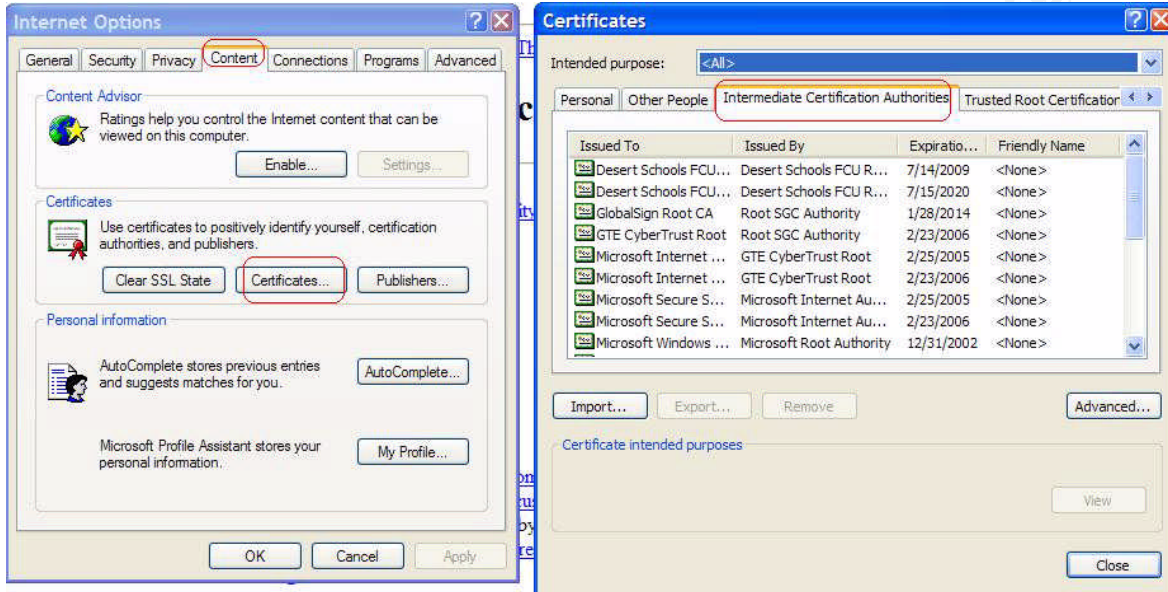 Internet Options
General Security Privacy Content Connections Programs Advanced
Content Advisor
Ratings help you control the Internet content that can be
viewed on this computer.
Enable... Settings...
Certificates
Use certificates to positively identify yourself, certification
authorities, and publishers.
Clear SSL State Certificates... Publishers...
Personal information
AutoComplete stores previous entries
and suggests matches for you.
AutoComplete...
Microsoft Profile Assistant stores your
personal information.
My Profile...
OK Cancel Apply
Certificates
Intended purpose: <All>
Personal Other People Intermediate Certification Authorities Trusted Root Certification
Issued To Issued By Expiratio... Friendly Name
Desert Schools FCU... Desert Schools FCU R... 7/14/2009 <None>
Desert Schools FCU... Desert Schools FCU R... 7/15/2020 <None>
GlobalSign Root CA Root SGC Authority 1/28/2014 <None>
GTE CyberTrust Root Root SGC Authority 2/23/2006 <None>
Microsoft Internet ... GTE CyberTrust Root 2/25/2005 <None>
Microsoft Internet ... GTE CyberTrust Root 2/23/2006 <None>
Microsoft Secure S... Microsoft Internet Au... 2/25/2005 <None>
Microsoft Secure S... Microsoft Internet Au... 2/23/2006 <None>
Microsoft Windows ... Microsoft Root Authority 12/31/2002 <None>
Import... Export... Remove Advanced...
Certificate intended purposes
View
Close